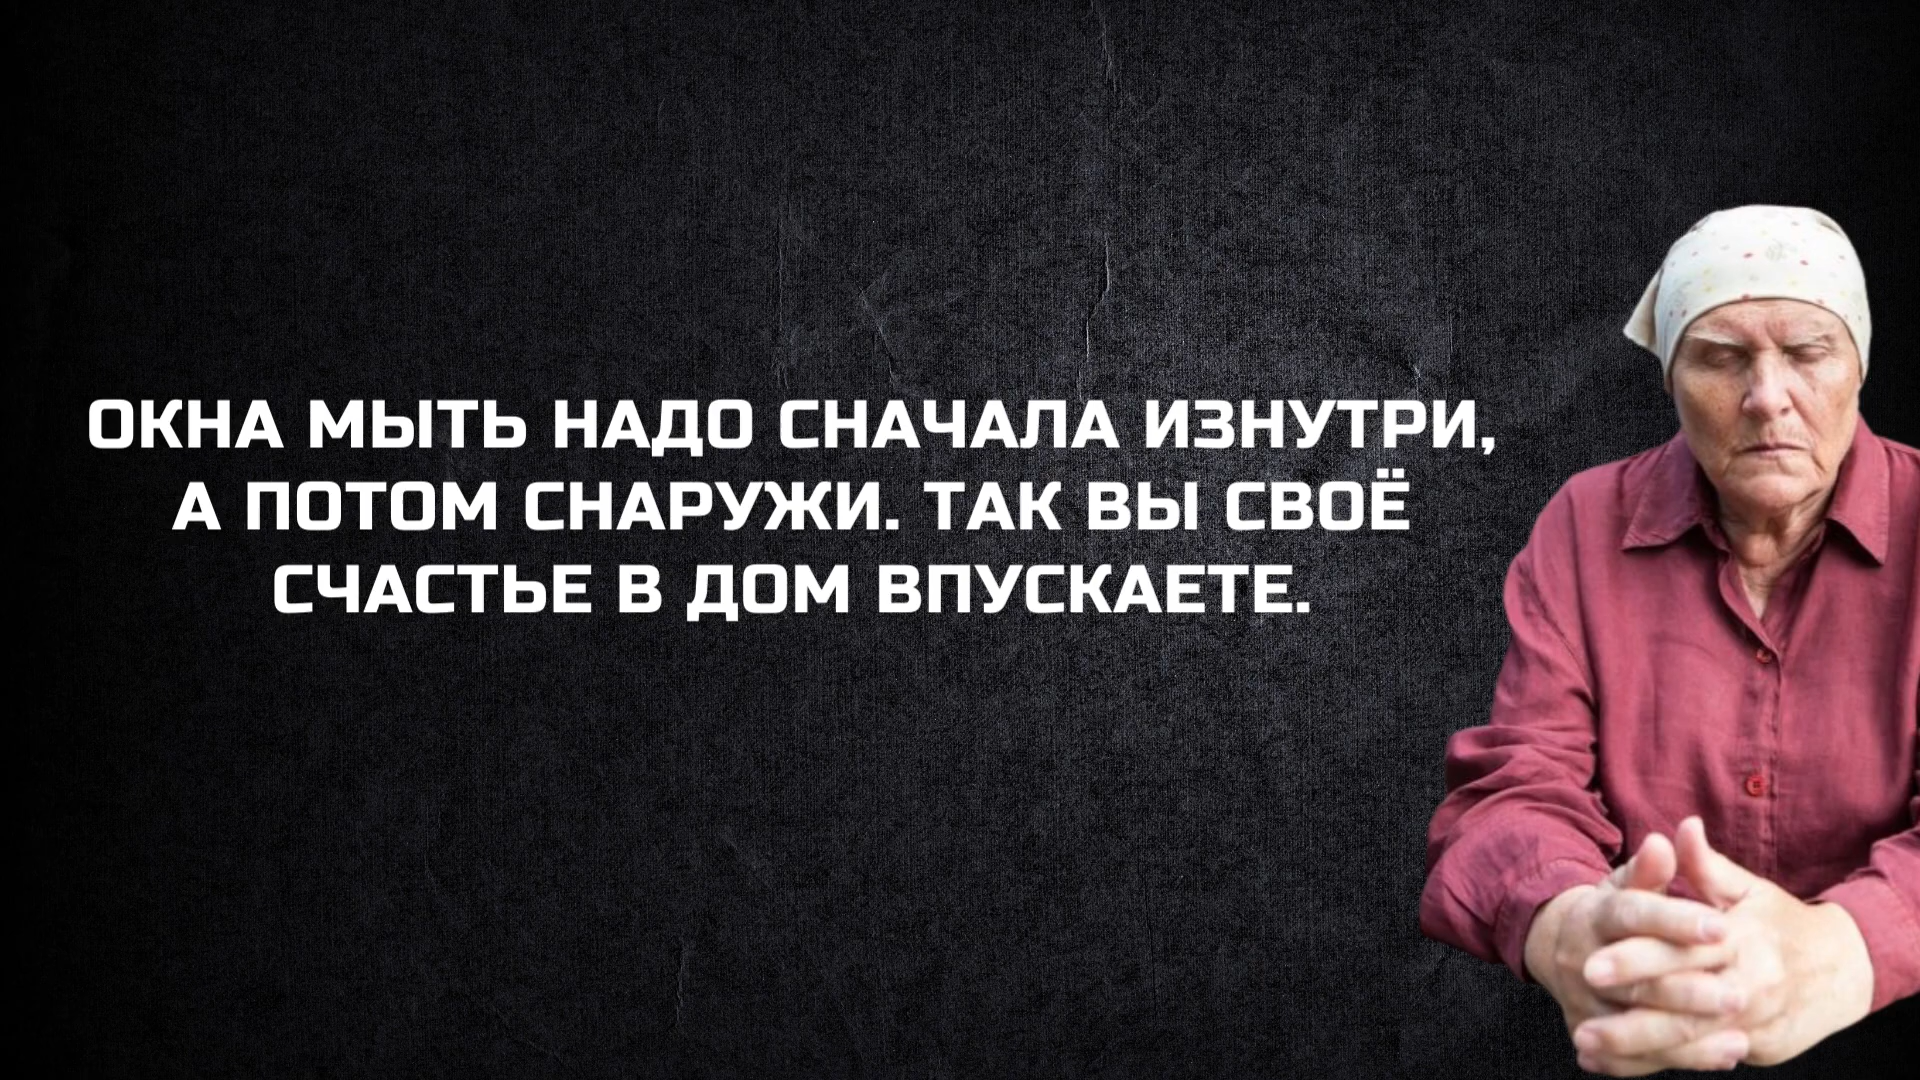 ОКНА МЫТЬ НАДО СНАЧАЛА ИЗНУТРИ,
А ПОТОМ СНАРУЖИ. ТАК ВЫ СВОЁ
СЧАСТЬЕ В ДОМ ВПУСКАЕТЕ.